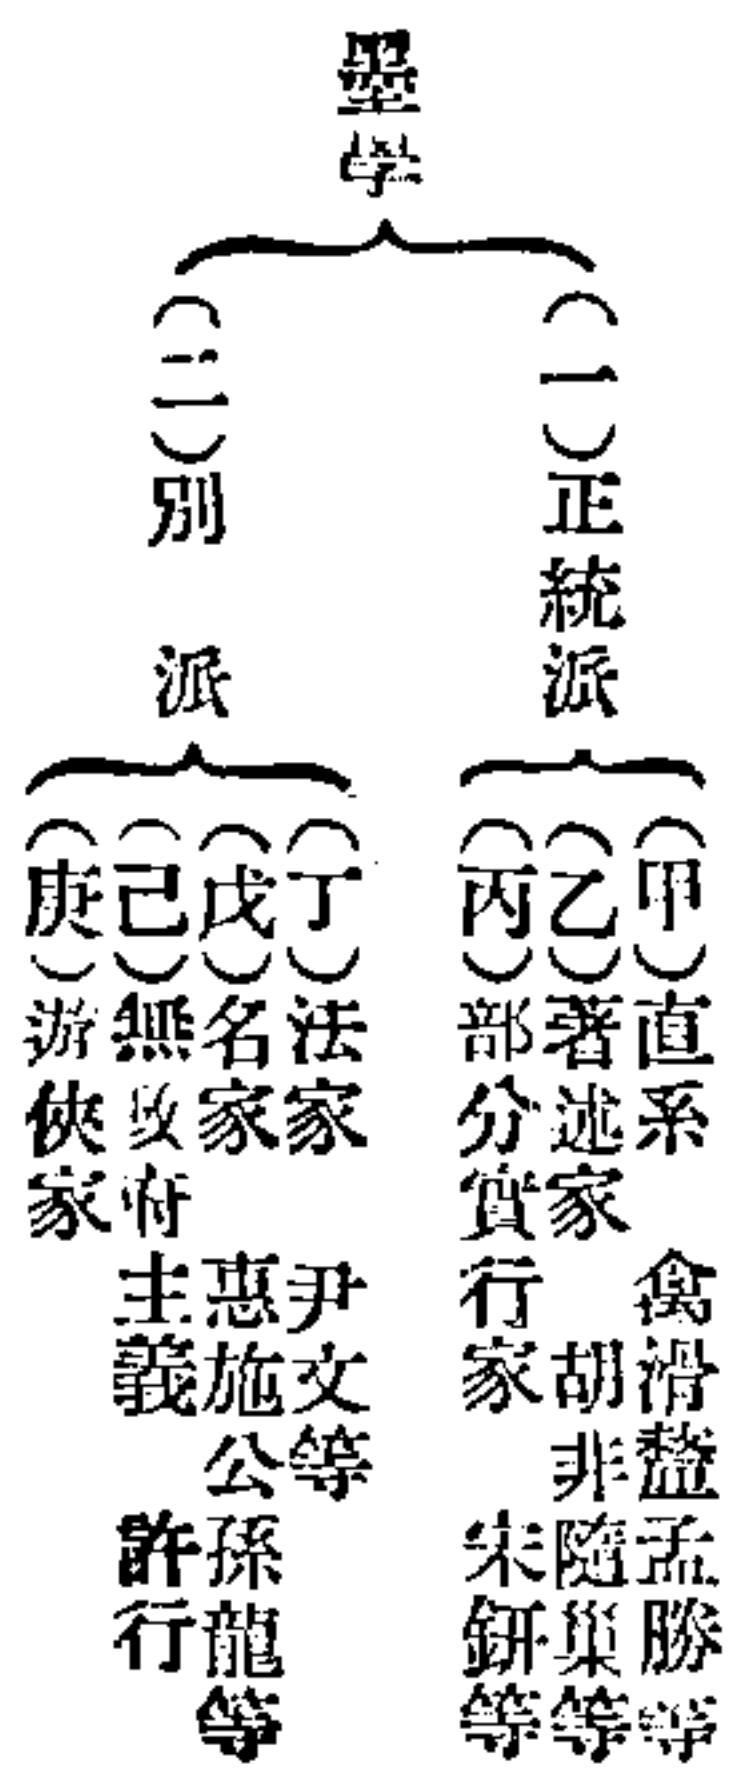 墨學
(一)正統派
(甲)直系 禽滑釐孟勝等
(乙)著述家 胡非隨巢等
(丙)部分實行家 宋鈃等
(二)別 派
(丁)法家 尹文等
(戊)名家 惠施公孫龍等
(己)無政府主義 許行
(庚)游俠家